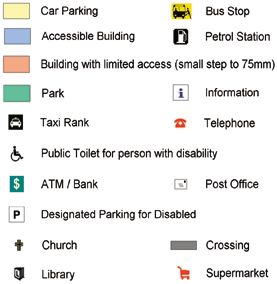 Car Parking Bus Stop
Accessible Building Petrol Station
Building with limited access (small step to 75mm)
Park i Information
Taxi Rank Telephone
Public Toilet for person with disability
$ ATM / Bank Post Office
P Designated Parking for Disabled
Church Crossing
Library Supermarket